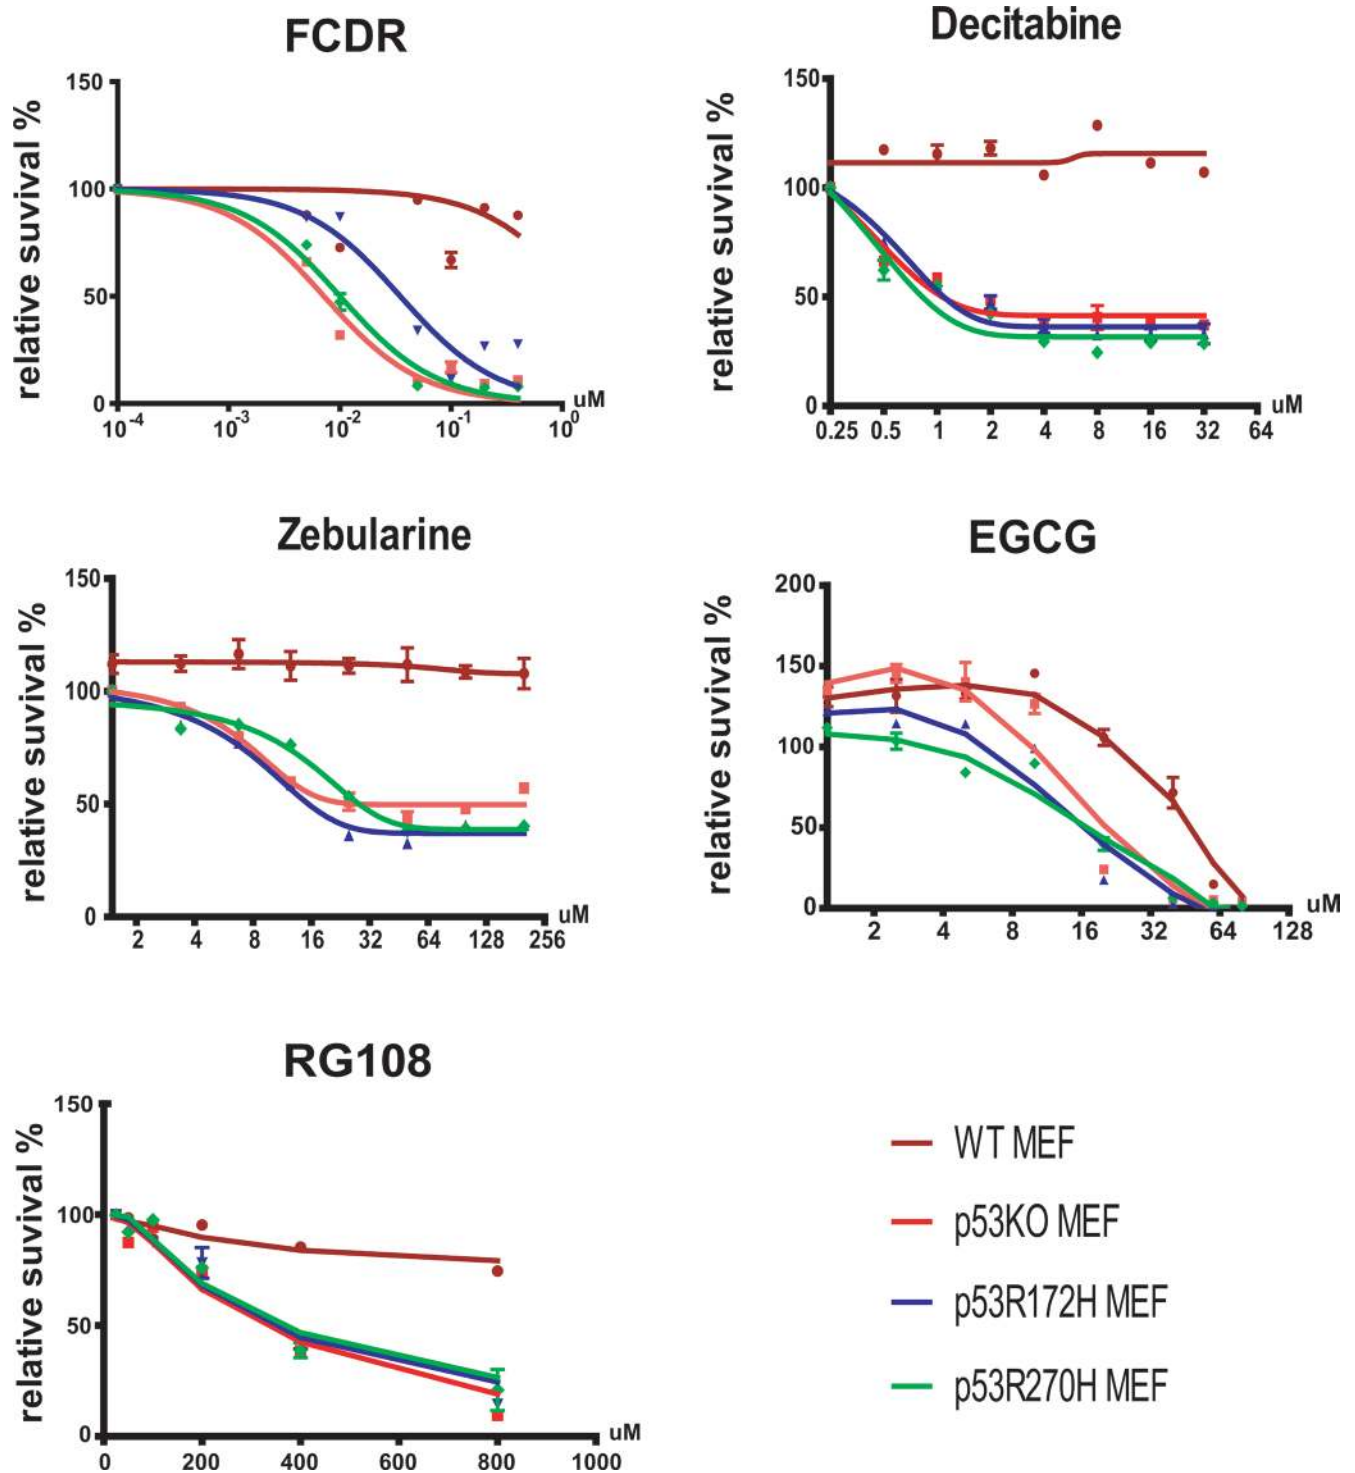 FCDR
relative suvival %
150
100
50
0
10-4 10-3 10-2 10-1 100 uM
Decitabine
relative suvival %
150
100
50
0
0.25 0.5 1 2 4 8 16 32 64 uM
Zebularine
relative suvival %
150
100
50
0
2 4 8 16 32 64 128 256 uM
EGCG
relative suvival %
200
150
100
50
0
2 4 8 16 32 64 128 uM
RG108
relative suvival %
150
100
50
0
0 200 400 600 800 1000 uM
WT MEF
p53KO MEF
p53R172H MEF
p53R270H MEF